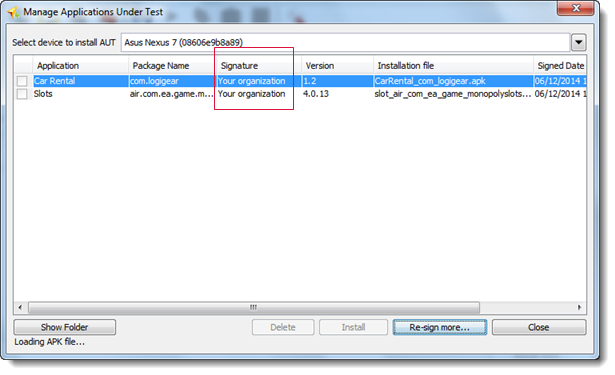 Manage Applications Under Test
Select device to install AUT Asus Nexus 7 (08606e9b8a89)
Application Package Name Signature Version Installation file Signed Date
Car Rental com.logigear Your organization 1.2 CarRental_com_logigear.apk 06/12/2014 1
Slots air.com.ea.game.m... Your organization 4.0.13 slot_air_com_ea_game_monopolyslots... 06/12/2014 1
Show Folder Delete Install Re-sign more... Close
Loading APK file...